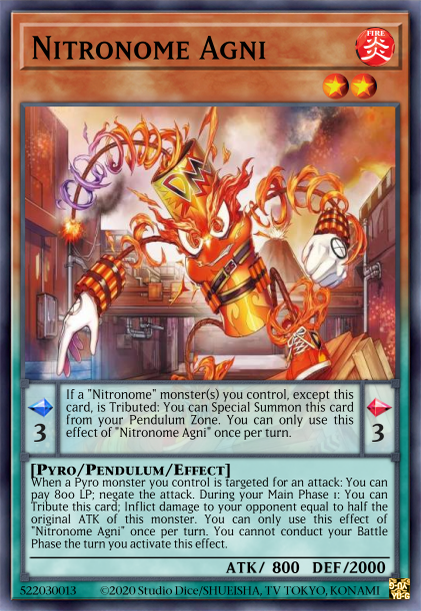 Nitronome Agni
FIRE
炎
If a "Nitronome" monster(s) you control, except this
card, is Tributed: You can Special Summon this card
from your Pendulum Zone. You can only use this
effect of "Nitronome Agni" once per turn.
3
3
[Pyro/Pendulum/Effect]
When a Pyro monster you control is targeted for an attack: You can
pay 800 LP; negate the attack. During your Main Phase 1: You can
Tribute this card; Inflict damage to your opponent equal to half the
original ATK of this monster. You can only use this effect of
"Nitronome Agni" once per turn. You cannot conduct your Battle
Phase the turn you activate this effect.
ATK/ 800 DEF/2000
522030013
©2020 Studio Dice/SHUEISHA, TV TOKYO, KONAMI